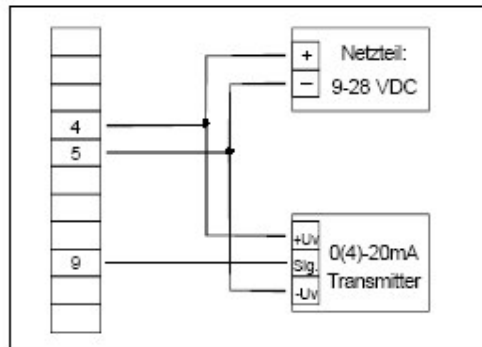 + Netzteil:
– 9-28 VDC
4
5
+Uv
9 Sig. 0(4)-20mA
Transmitter
-Uv